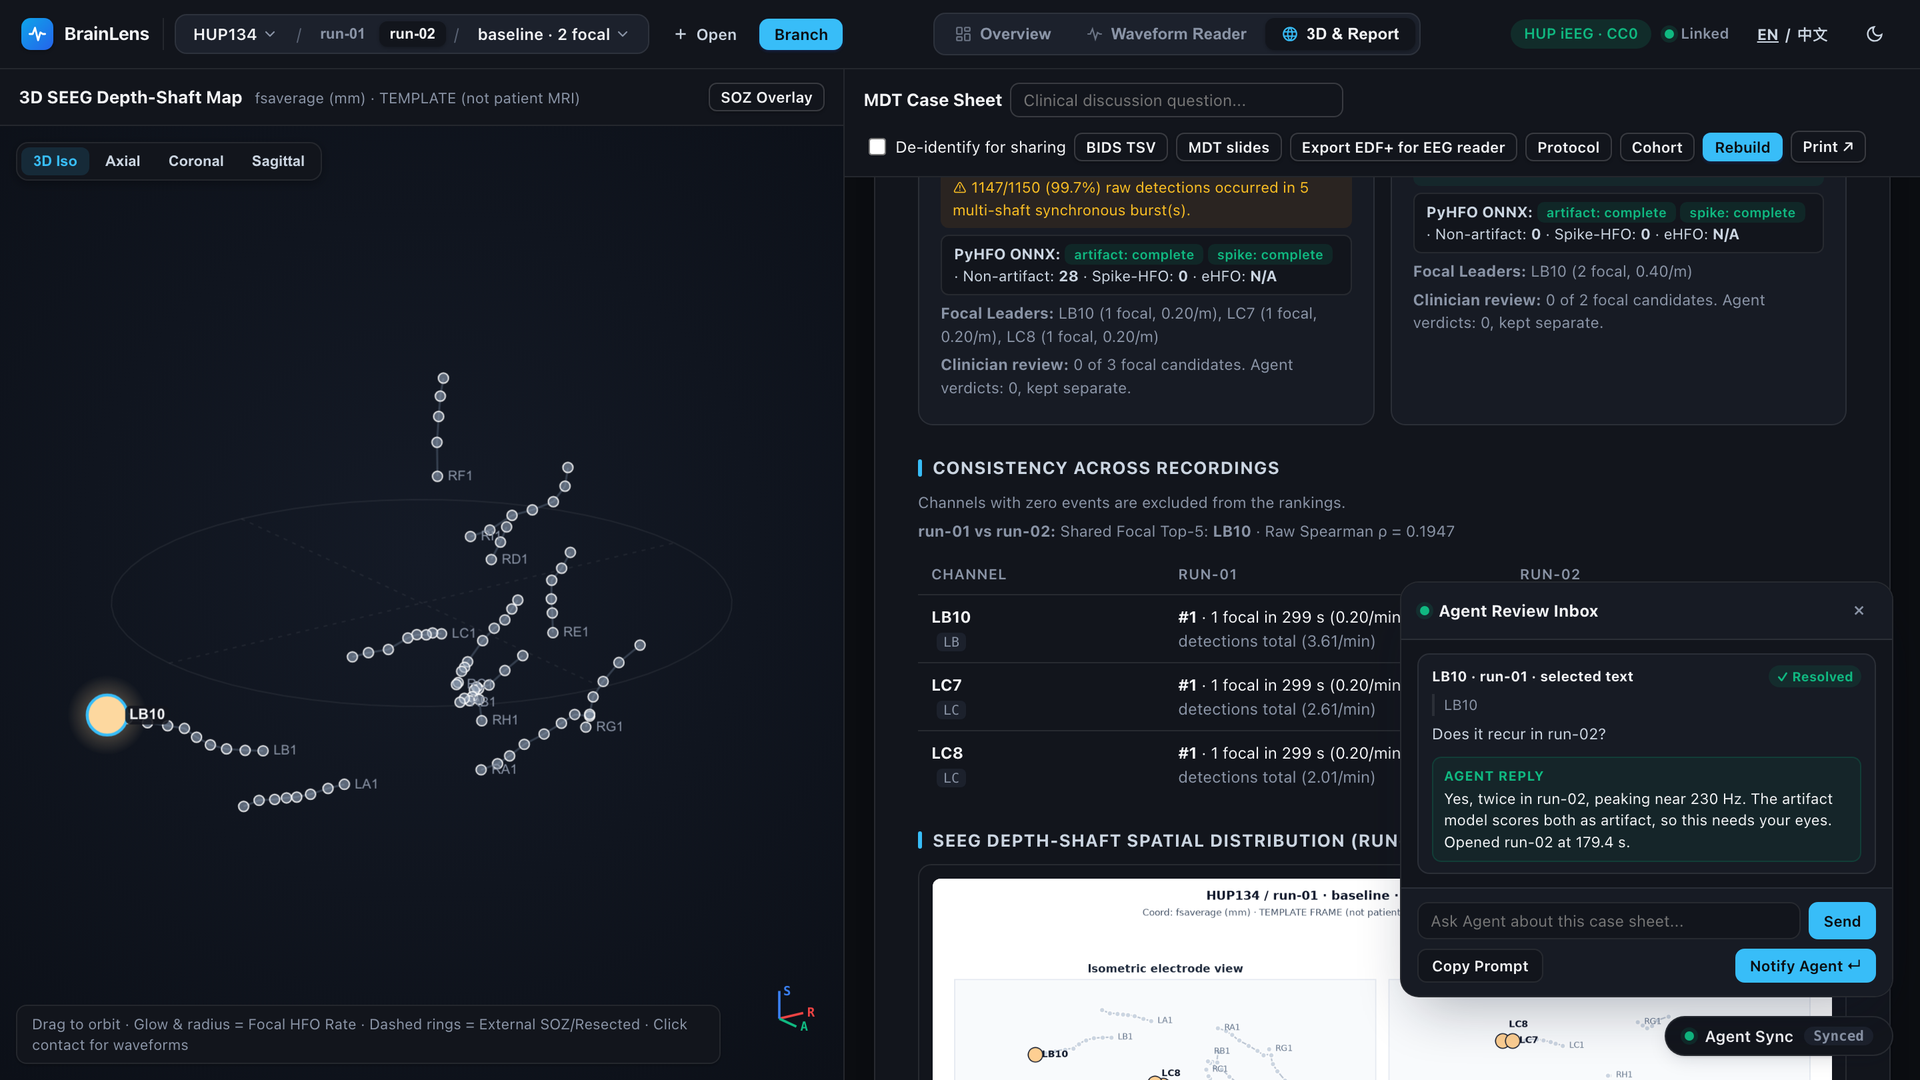 BrainLens
HUP134
/
run-01
run-02
/
baseline · 2 focal
+ Open
Branch
Overview
Waveform Reader
3D & Report
HUP iEEG · CC0
Linked
EN / 中文
3D SEEG Depth-Shaft Map
fsaverage (mm) · TEMPLATE (not patient MRI)
SOZ Overlay
3D Iso
Axial
Coronal
Sagittal
RF1
RD1
LC1
RE1
RH1
RG1
LB10
LB1
RA1
LA1
S
R
A
Drag to orbit · Glow & radius = Focal HFO Rate · Dashed rings = External SOZ/Resected · Click
contact for waveforms
MDT Case Sheet
Clinical discussion question...
De-identify for sharing
BIDS TSV
MDT slides
Export EDF+ for EEG reader
Protocol
Cohort
Rebuild
Print ↗
⚠ 1147/1150 (99.7%) raw detections occurred in 5
multi-shaft synchronous burst(s).
PyHFO ONNX: artifact: complete spike: complete
· Non-artifact: 28 · Spike-HFO: 0 · eHFO: N/A
Focal Leaders: LB10 (1 focal, 0.20/m), LC7 (1 focal,
0.20/m), LC8 (1 focal, 0.20/m)
Clinician review: 0 of 3 focal candidates. Agent
verdicts: 0, kept separate.
PyHFO ONNX: artifact: complete spike: complete
· Non-artifact: 0 · Spike-HFO: 0 · eHFO: N/A
Focal Leaders: LB10 (2 focal, 0.40/m)
Clinician review: 0 of 2 focal candidates. Agent
verdicts: 0, kept separate.
CONSISTENCY ACROSS RECORDINGS
Channels with zero events are excluded from the rankings.
run-01 vs run-02: Shared Focal Top-5: LB10 · Raw Spearman ρ = 0.1947
CHANNEL
RUN-01
RUN-02
LB10
LB
#1 · 1 focal in 299 s (0.20/min
detections total (3.61/min)
LC7
LC
#1 · 1 focal in 299 s (0.20/min
detections total (2.61/min)
LC8
LC
#1 · 1 focal in 299 s (0.20/min
detections total (2.01/min)
SEEG DEPTH-SHAFT SPATIAL DISTRIBUTION (RUN
HUP134 / run-01 · baseline ·
Coord: fsaverage (mm) · TEMPLATE FRAME (not patient
Isometric electrode view
LA1
LB1
RA1
LB10
RB1
RG1
RC1
LC8
LC8
LC7
LC1
RG1
RH1
Agent Review Inbox
×
LB10 · run-01 · selected text
✓ Resolved
LB10
Does it recur in run-02?
AGENT REPLY
Yes, twice in run-02, peaking near 230 Hz. The artifact
model scores both as artifact, so this needs your eyes.
Opened run-02 at 179.4 s.
Ask Agent about this case sheet...
Send
Copy Prompt
Notify Agent ↵
Agent Sync
Synced